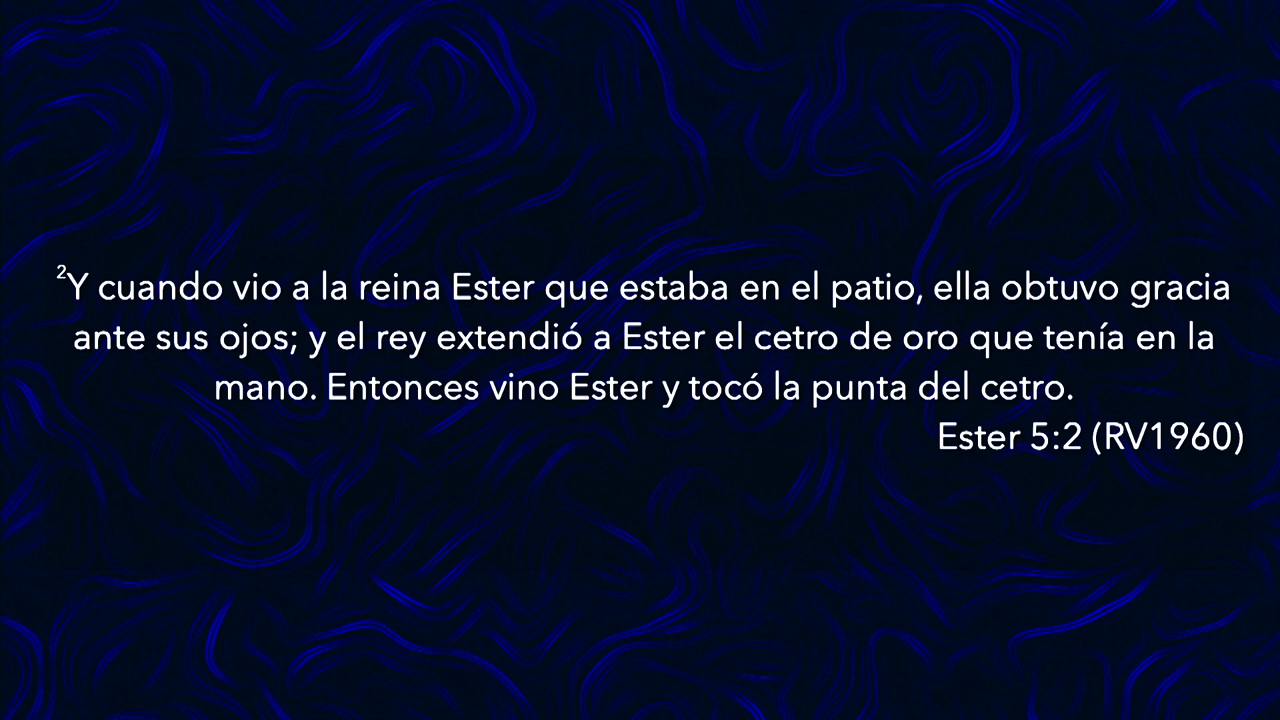 ²Y cuando vio a la reina Ester que estaba en el patio, ella obtuvo gracia
ante sus ojos; y el rey extendió a Ester el cetro de oro que tenía en la
mano. Entonces vino Ester y tocó la punta del cetro.
Ester 5:2 (RV1960)